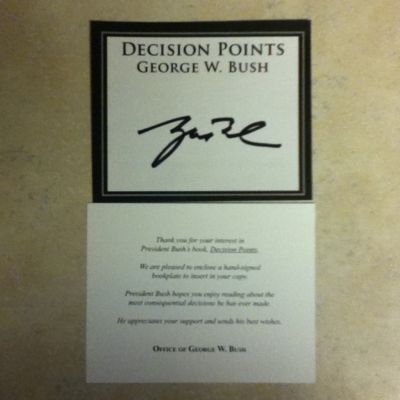 DECISION POINTS
GEORGE W. BUSH
Thank you for your interest in
President Bush's book, Decision Points.
We are pleased to enclose a hand-signed
bookplate to insert in your copy.
President Bush hopes you enjoy reading about the
most consequential decisions he has ever made.
He appreciates your support and sends his best wishes.
OFFICE OF GEORGE W. BUSH